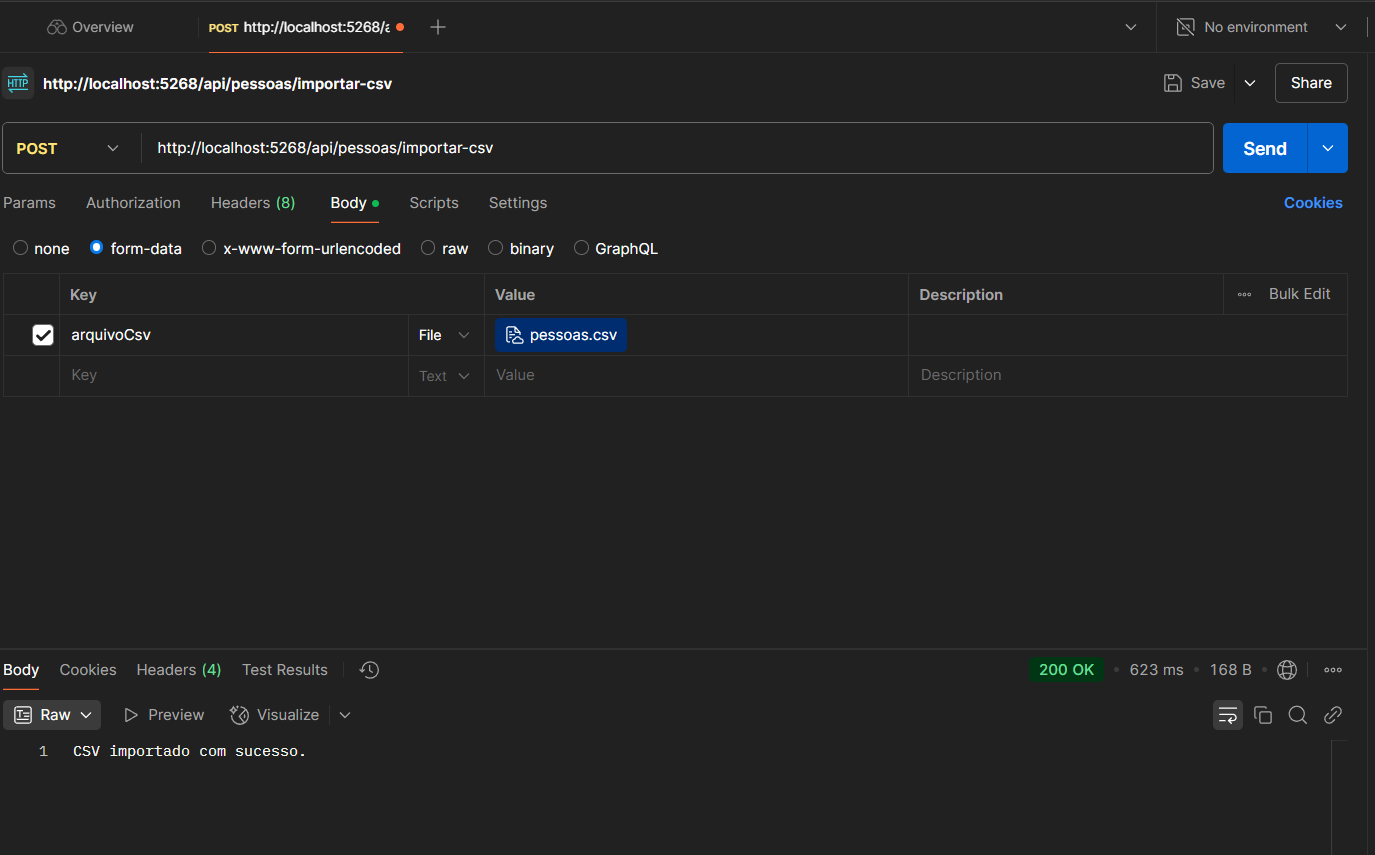 Overview POST http://localhost:5268/a No environment
HTTP http://localhost:5268/api/pessoas/importar-csv Save Share
POST http://localhost:5268/api/pessoas/importar-csv Send
Params Authorization Headers (8) Body Scripts Settings Cookies
none form-data x-www-form-urlencoded raw binary GraphQL
Key Value Description Bulk Edit
arquivoCsv File pessoas.csv
Key Text Value Description
Body Cookies Headers (4) Test Results 200 OK 623 ms 168 B
Raw Preview Visualize
1 CSV importado com sucesso.